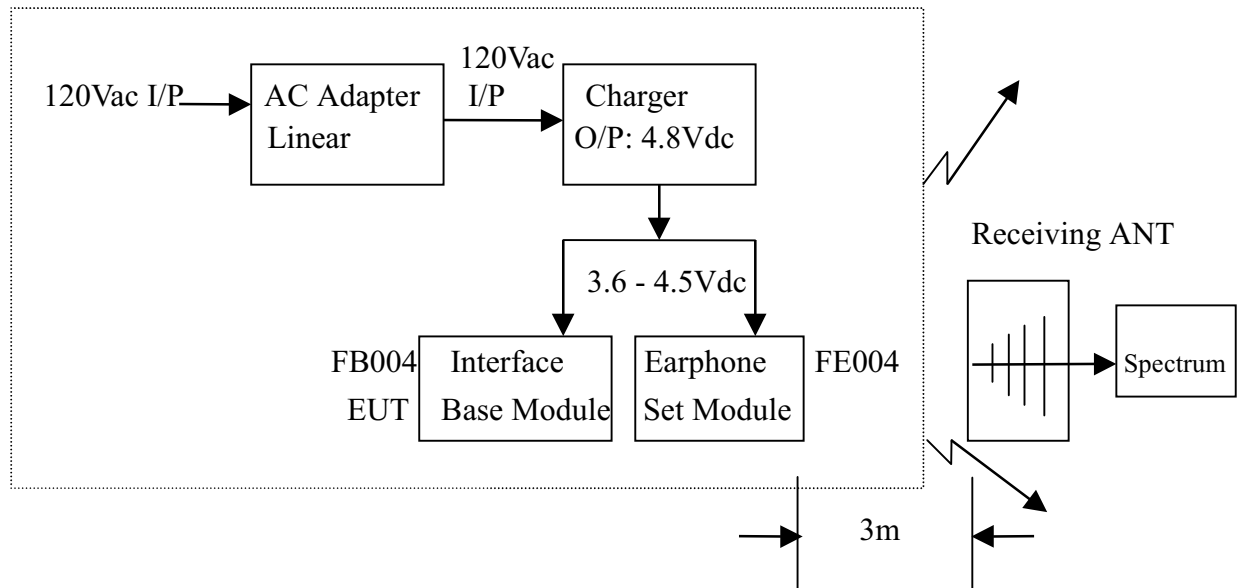 120Vac I/P
AC Adapter
Linear
120Vac
I/P
Charger
O/P: 4.8Vdc
Receiving ANT
3.6 - 4.5Vdc
FB004
EUT
Interface
Base Module
Earphone
Set Module
FE004
Spectrum
3m